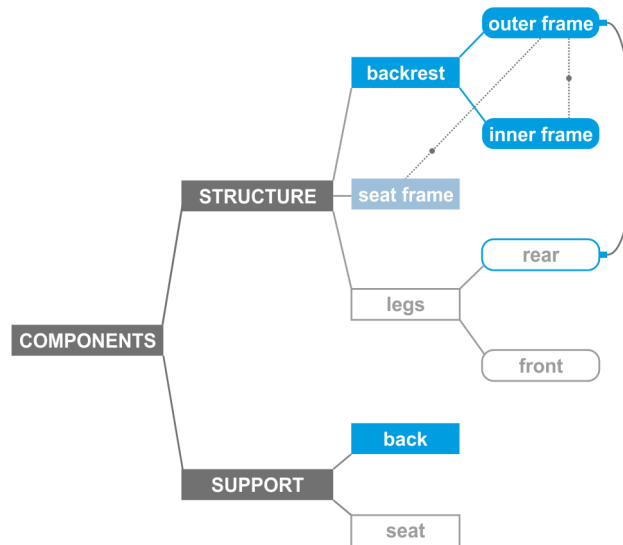 outer frame
backrest
inner frame
STRUCTURE
seat frame
rear
legs
COMPONENTS
front
back
SUPPORT
seat